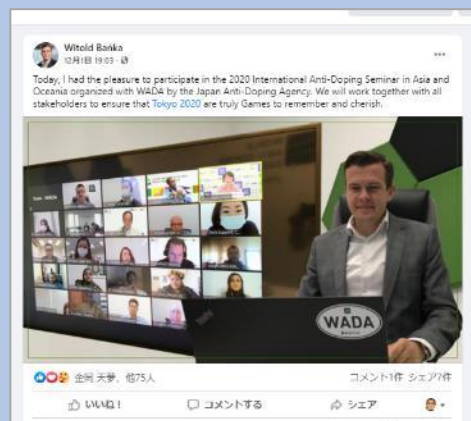 Witold Bańka
12月1日 19:03
Today, I had the pleasure to participate in the 2020 International Anti-Doping Seminar in Asia and
Oceania organized with WADA by the Japan Anti-Doping Agency. We will work together with all
stakeholders to ensure that Tokyo 2020 are truly Games to remember and cherish.
WADA
金岡 天夢、他75人
コメント1件 シェア7件
いいね！
コメントする
シェア